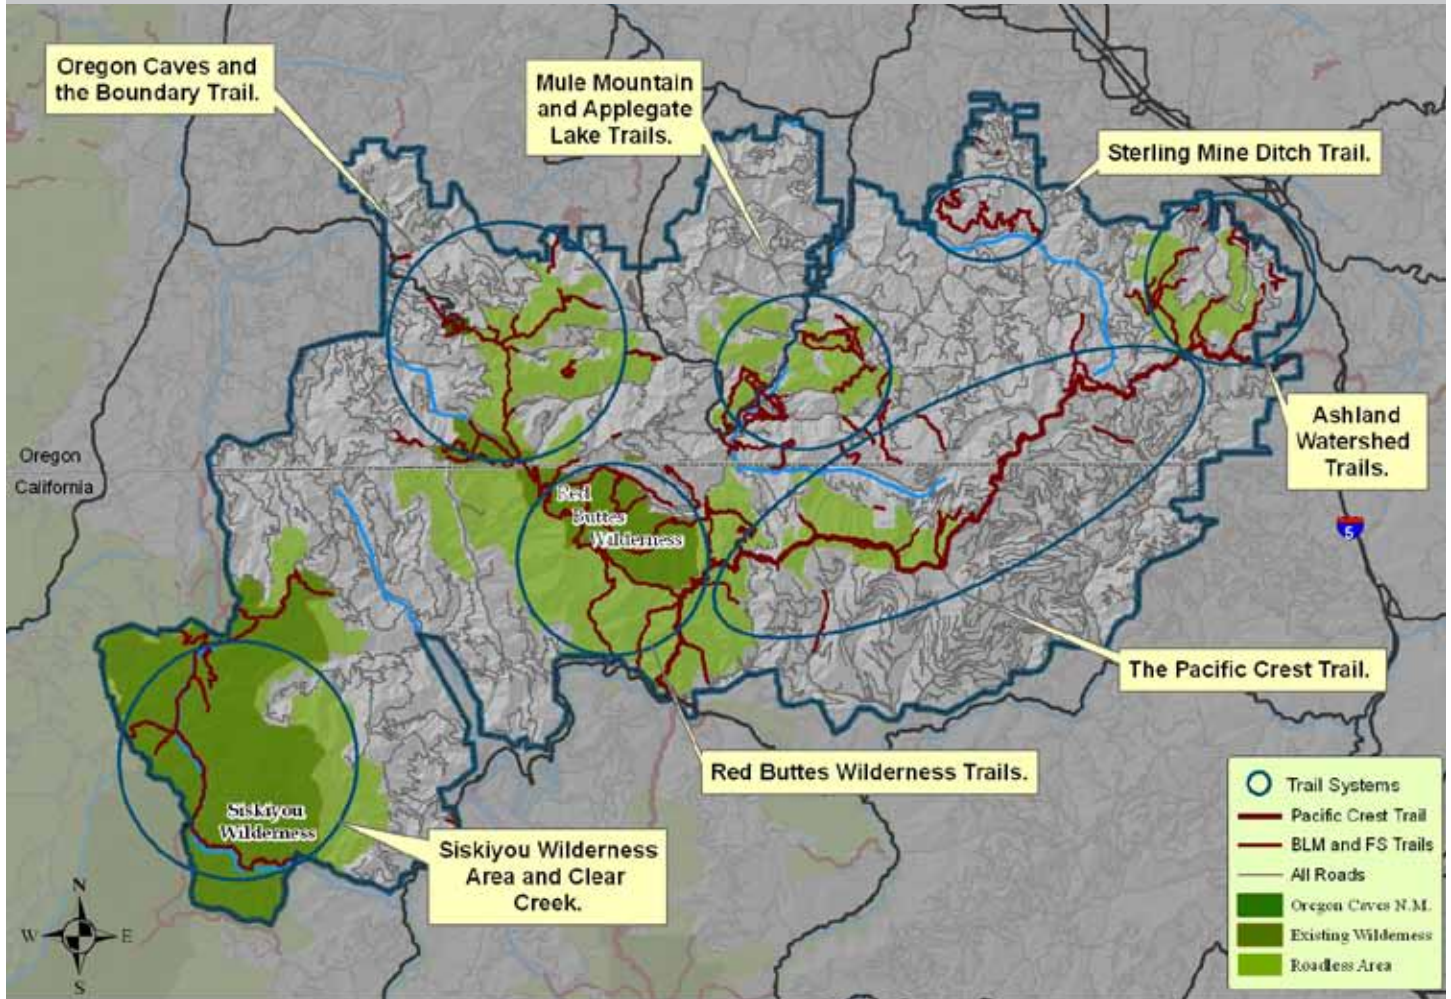 Oregon Caves and
the Boundary Trail.
Mule Mountain
and Applegate
Lake Trails.
Sterling Mine Ditch Trail.
Ashland
Watershed
Trails.
Oregon
California
Red
Buttes
Wilderness
5
The Pacific Crest Trail.
Red Buttes Wilderness Trails.
Siskiyou
Wilderness
Siskiyou Wilderness
Area and Clear
Creek.
N
W E
S
Trail Systems
Pacific Crest Trail
BLM and FS Trails
All Roads
Oregon Caves N.M.
Existing Wilderness
Roadless Area